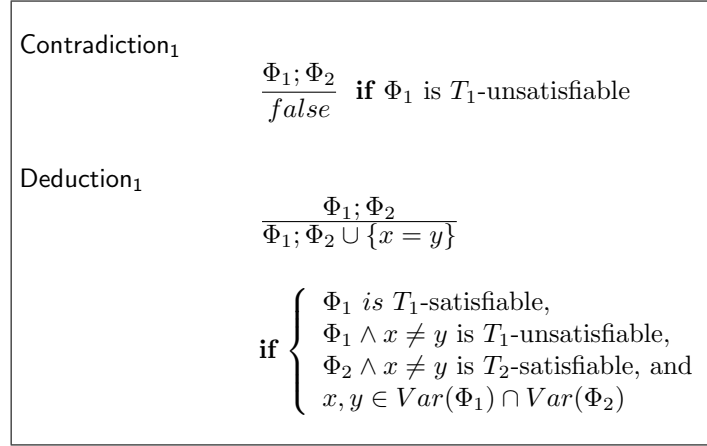 Contradiction₁
Φ₁; Φ₂
false
if Φ₁ is T₁-unsatisfiable
Deduction₁
Φ₁; Φ₂
Φ₁; Φ₂ ∪ {x = y}
if {
Φ₁ is T₁-satisfiable,
Φ₁ ∧ x ≠ y is T₁-unsatisfiable,
Φ₂ ∧ x ≠ y is T₂-satisfiable, and
x, y ∈ Var(Φ₁) ∩ Var(Φ₂)